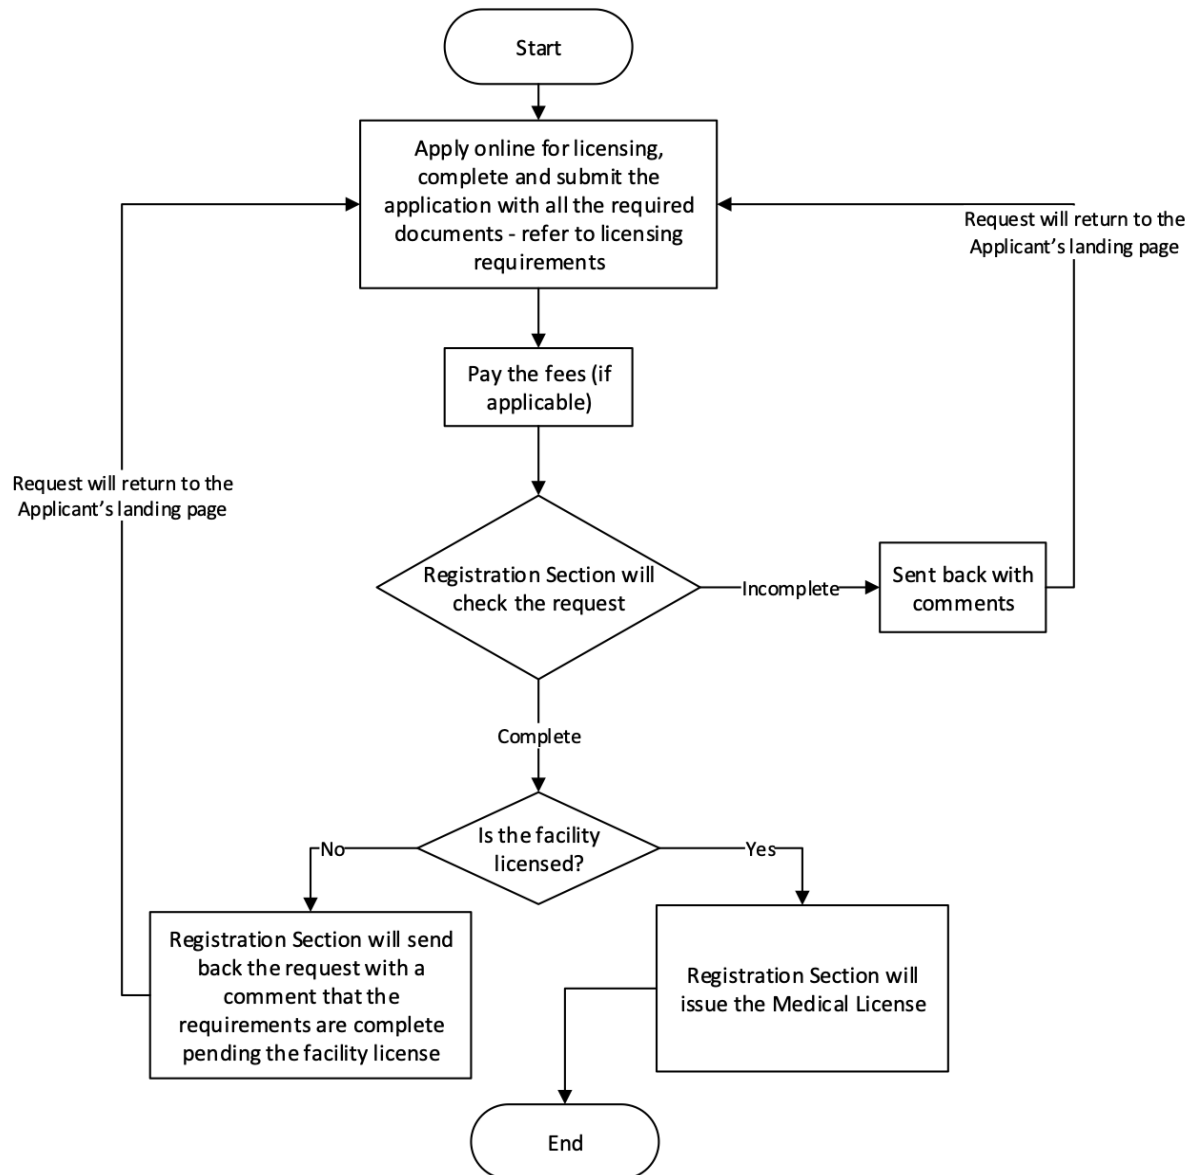 Start
Apply online for licensing,
complete and submit the
application with all the required
documents - refer to licensing
requirements
Request will return to the
Applicant’s landing page
Pay the fees (if
applicable)
Request will return to the
Applicant’s landing page
Registration Section will
check the request
Incomplete
Sent back with
comments
Complete
Is the facility
licensed?
No
Yes
Registration Section will send
back the request with a
comment that the
requirements are complete
pending the facility license
Registration Section will
issue the Medical License
End